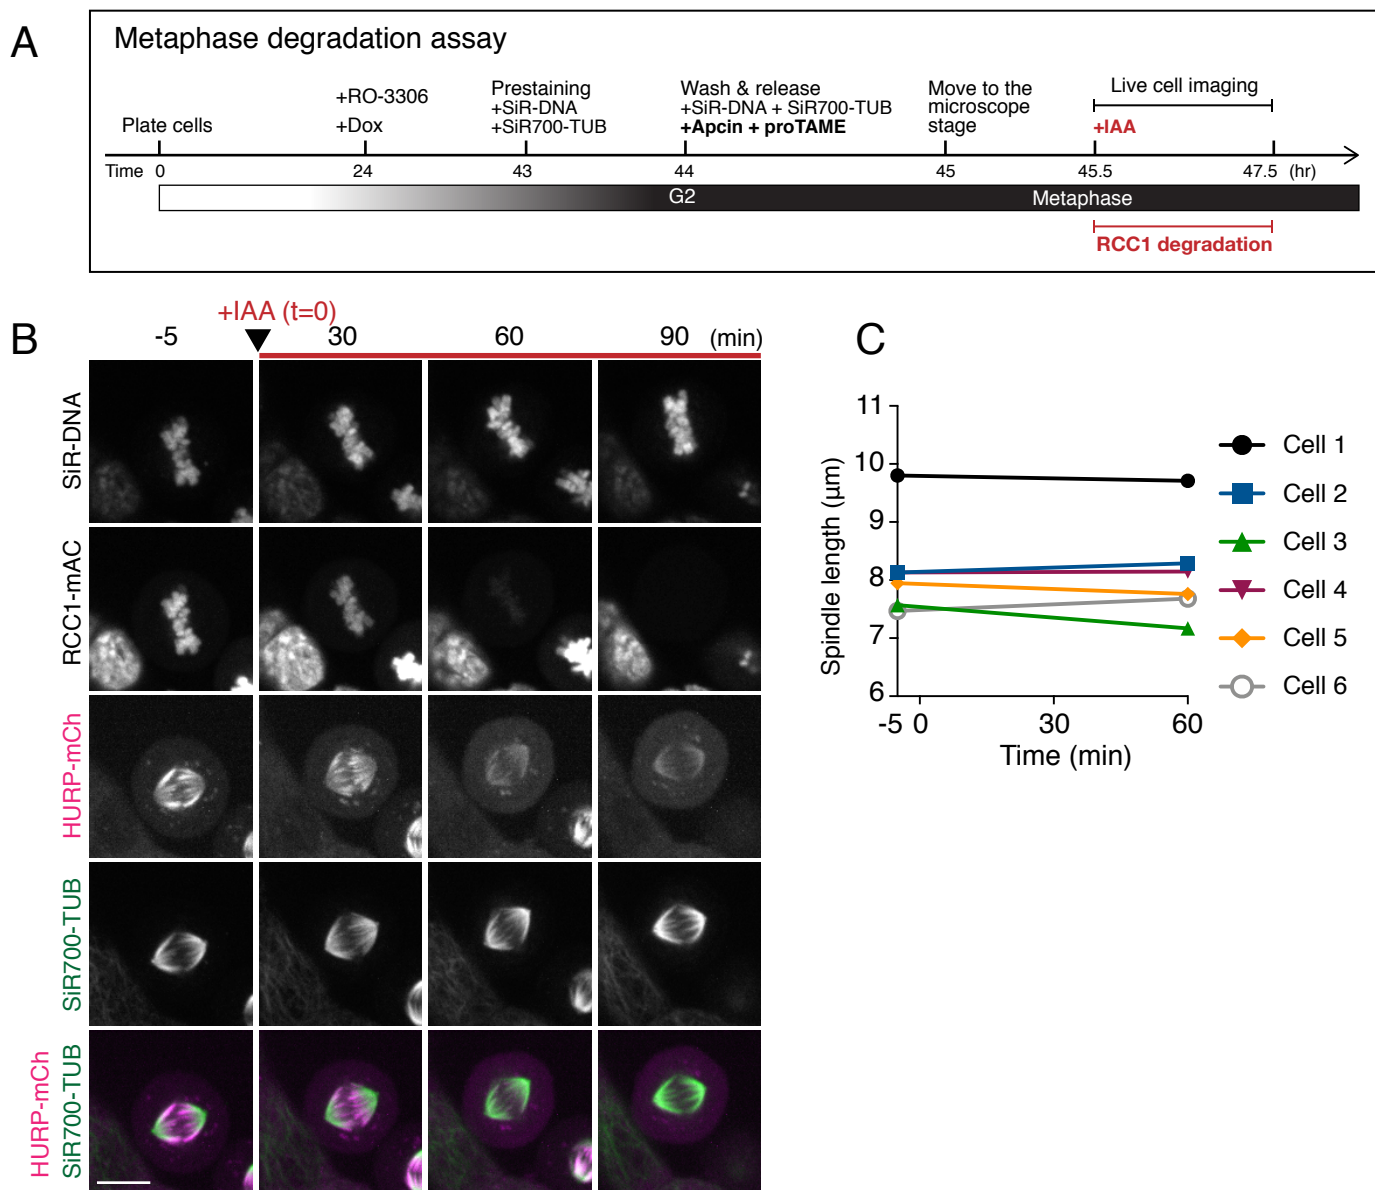 A
Metaphase degradation assay
Plate cells
+RO-3306
+Dox
Prestaining
+SiR-DNA
+SiR700-TUB
Wash & release
+SiR-DNA + SiR700-TUB
+Apcin + proTAME
Move to the
microscope
stage
Live cell imaging
+IAA
Time 0 24 43 44 45 45.5 47.5 (hr)
G2 Metaphase
RCC1 degradation
B
+IAA (t=0)
-5 30 60 90 (min)
SiR-DNA
RCC1-mAC
HURP-mCh
SiR700-TUB
HURP-mCh
SiR700-TUB
C
Spindle length (µm)
11
10
9
8
7
6
-5 0 30 60
Time (min)
Cell 1
Cell 2
Cell 3
Cell 4
Cell 5
Cell 6